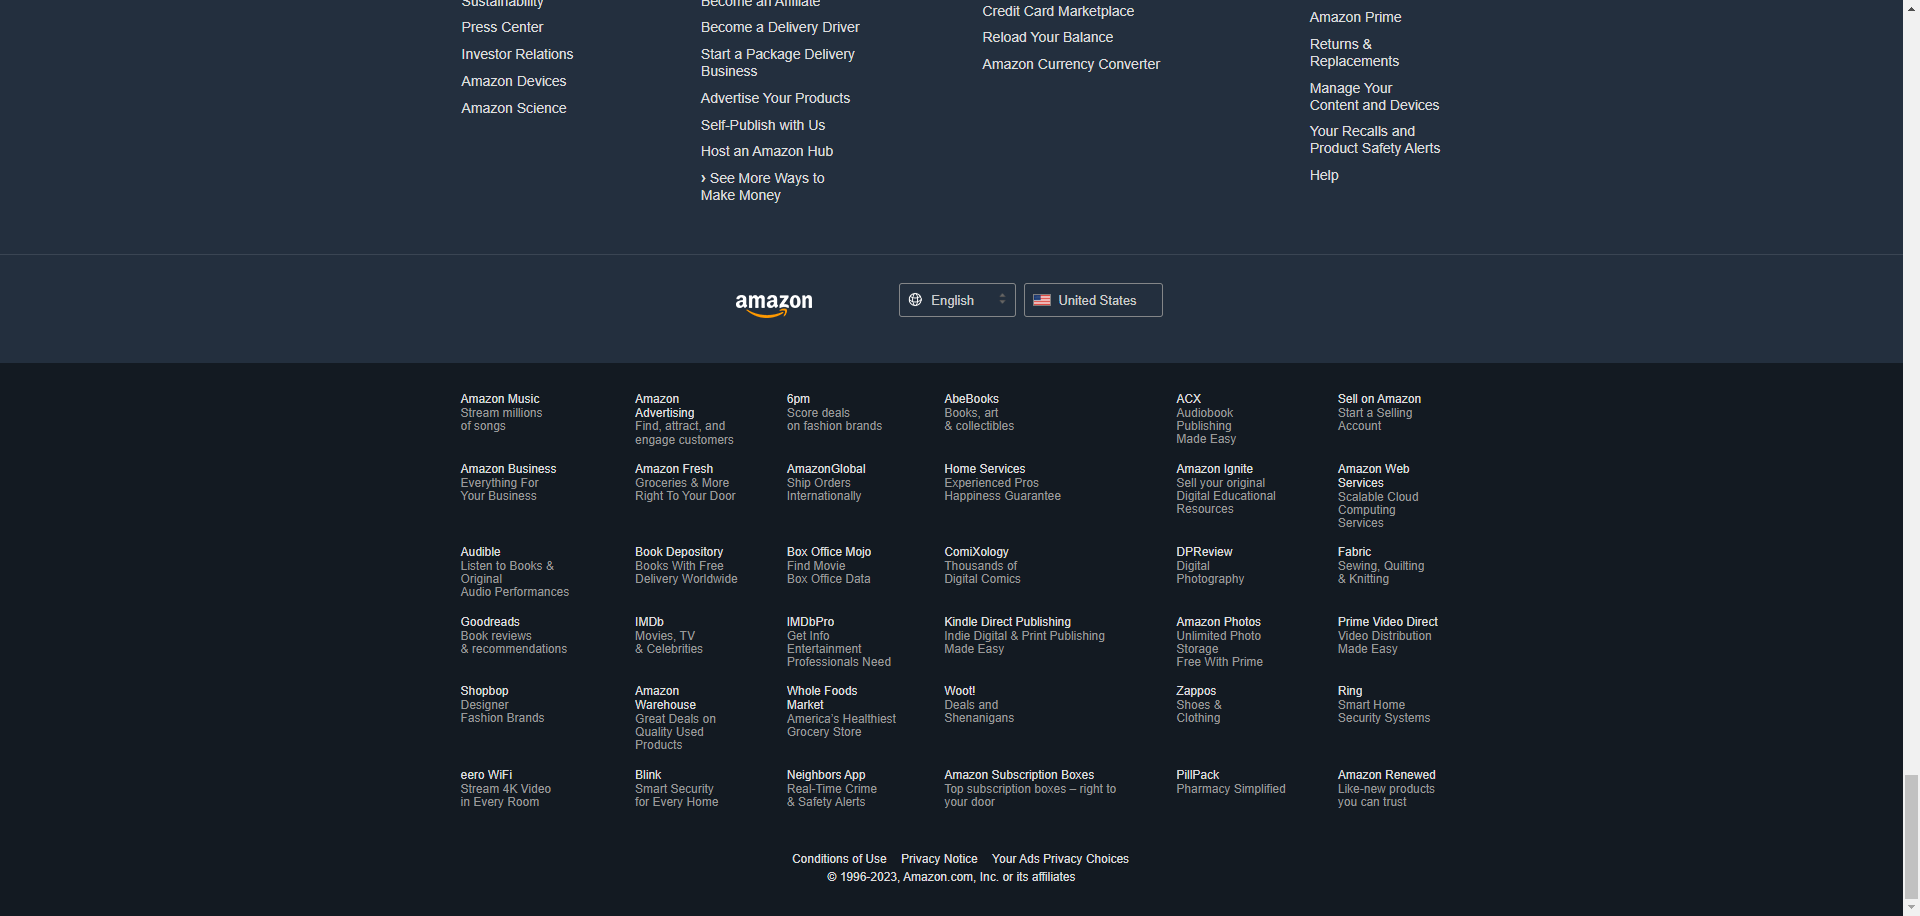 Sustainability
Press Center
Investor Relations
Amazon Devices
Amazon Science
Become an Affiliate
Become a Delivery Driver
Start a Package Delivery
Business
Advertise Your Products
Self-Publish with Us
Host an Amazon Hub
› See More Ways to
Make Money
Credit Card Marketplace
Reload Your Balance
Amazon Currency Converter
Amazon Prime
Returns &
Replacements
Manage Your
Content and Devices
Your Recalls and
Product Safety Alerts
Help
amazon
English
United States
Amazon Music
Stream millions
of songs
Amazon
Advertising
Find, attract, and
engage customers
6pm
Score deals
on fashion brands
AbeBooks
Books, art
& collectibles
ACX
Audiobook
Publishing
Made Easy
Sell on Amazon
Start a Selling
Account
Amazon Business
Everything For
Your Business
Amazon Fresh
Groceries & More
Right To Your Door
AmazonGlobal
Ship Orders
Internationally
Home Services
Experienced Pros
Happiness Guarantee
Amazon Ignite
Sell your original
Digital Educational
Resources
Amazon Web
Services
Scalable Cloud
Computing
Services
Audible
Listen to Books &
Original
Audio Performances
Book Depository
Books With Free
Delivery Worldwide
Box Office Mojo
Find Movie
Box Office Data
ComiXology
Thousands of
Digital Comics
DPReview
Digital
Photography
Fabric
Sewing, Quilting
& Knitting
Goodreads
Book reviews
& recommendations
IMDb
Movies, TV
& Celebrities
IMDbPro
Get Info
Entertainment
Professionals Need
Kindle Direct Publishing
Indie Digital & Print Publishing
Made Easy
Amazon Photos
Unlimited Photo
Storage
Free With Prime
Prime Video Direct
Video Distribution
Made Easy
Shopbop
Designer
Fashion Brands
Amazon
Warehouse
Great Deals on
Quality Used
Products
Whole Foods
Market
America's Healthiest
Grocery Store
Woot!
Deals and
Shenanigans
Zappos
Shoes &
Clothing
Ring
Smart Home
Security Systems
eero WiFi
Stream 4K Video
in Every Room
Blink
Smart Security
for Every Home
Neighbors App
Real-Time Crime
& Safety Alerts
Amazon Subscription Boxes
Top subscription boxes – right to
your door
PillPack
Pharmacy Simplified
Amazon Renewed
Like-new products
you can trust
Conditions of Use Privacy Notice Your Ads Privacy Choices
© 1996-2023, Amazon.com, Inc. or its affiliates